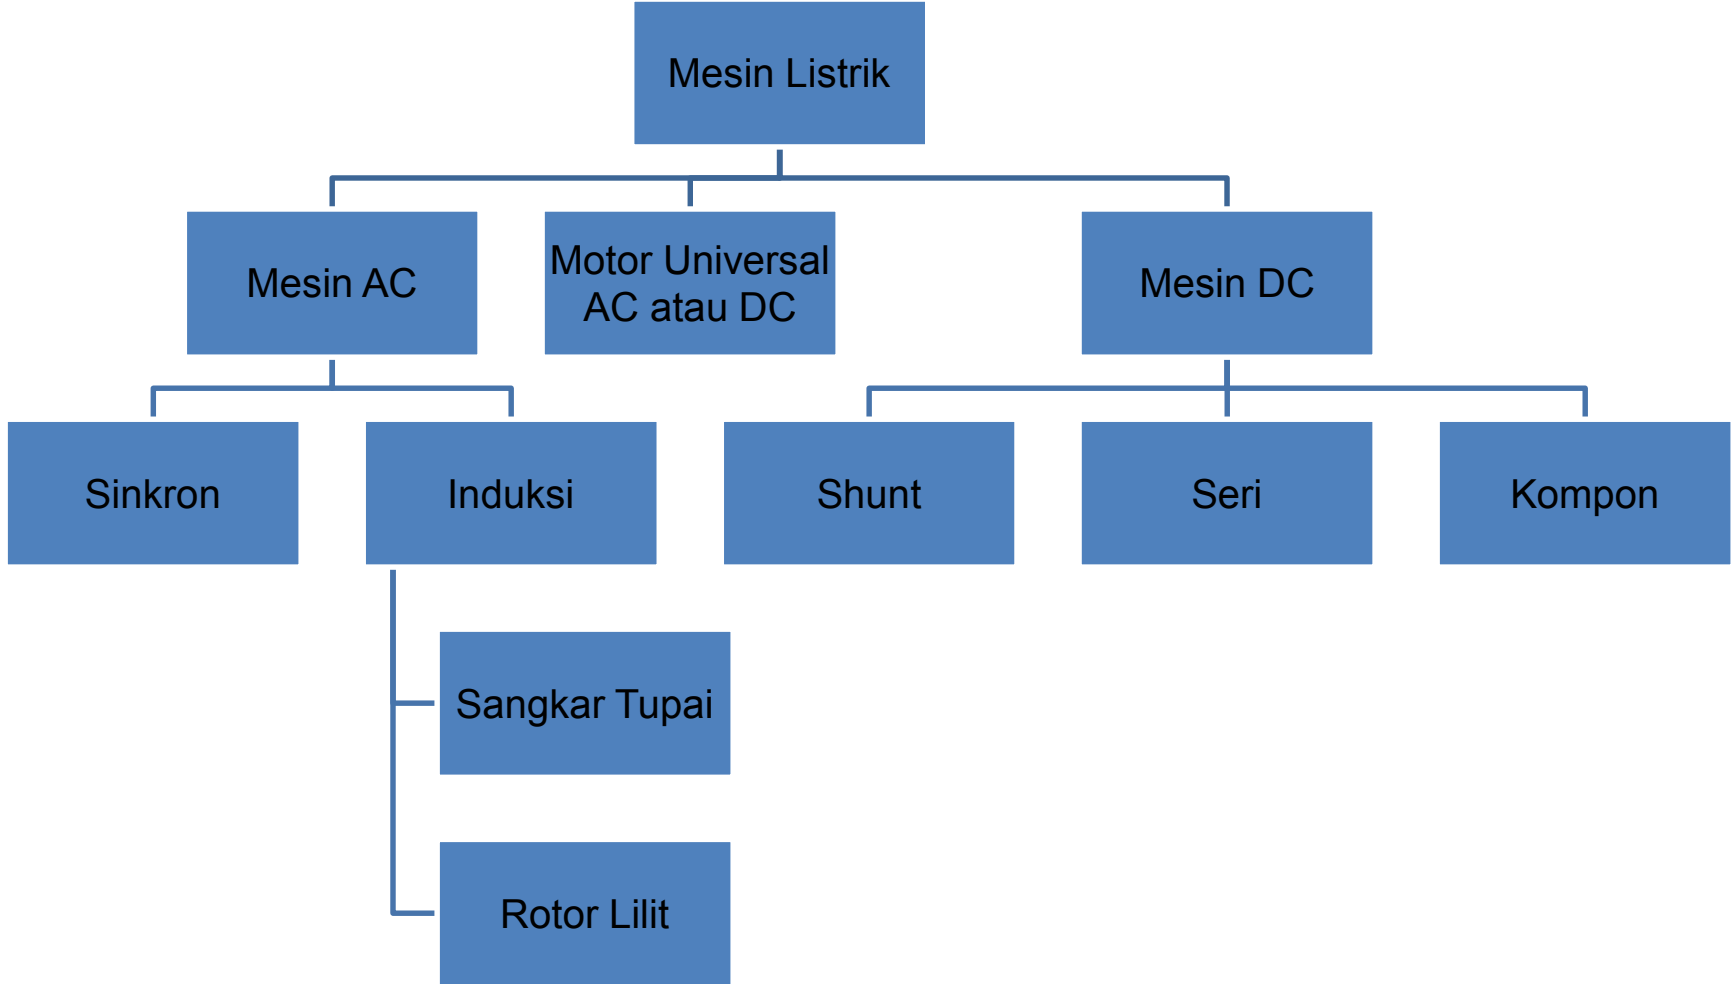 Mesin Listrik
Mesin AC
Motor Universal
AC atau DC
Mesin DC
Sinkron
Induksi
Shunt
Seri
Kompon
Sangkar Tupai
Rotor Lilit